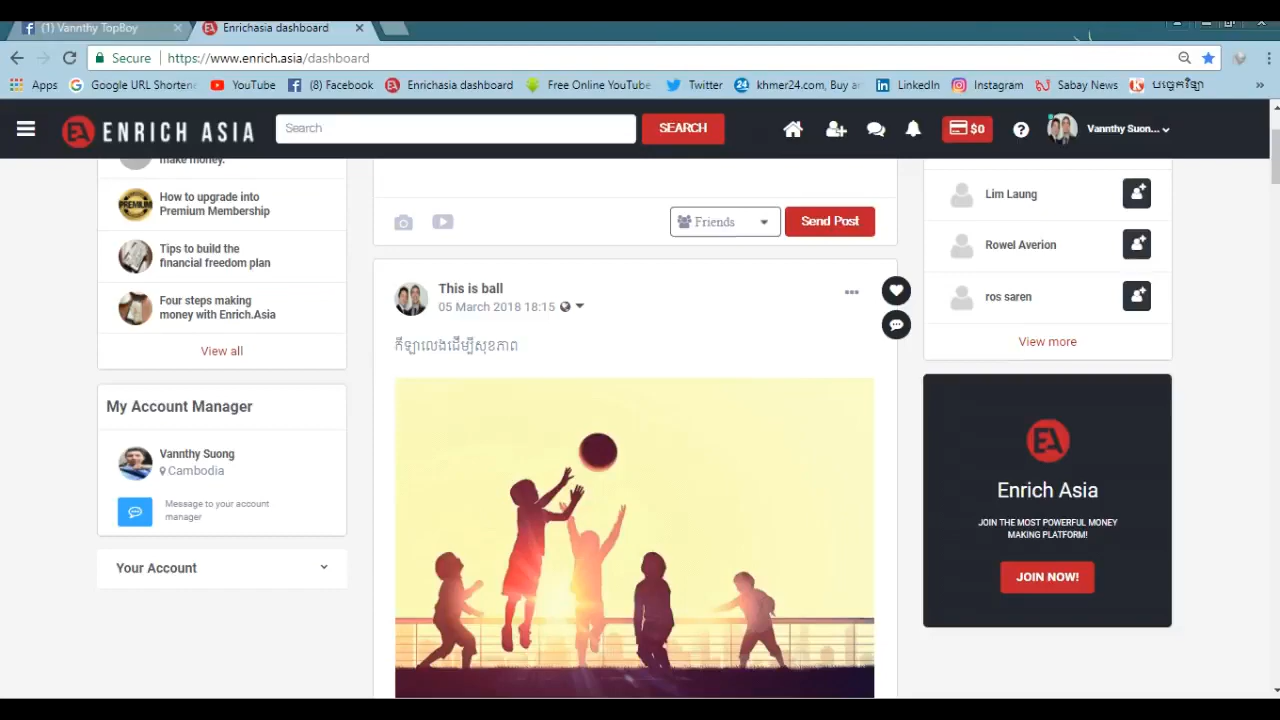 (1) Vannthy TopBoy
Enrichasia dashboard
Secure
https://www.enrich.asia/dashboard
Apps
Google URL Shortene
YouTube
(8) Facebook
Enrichasia dashboard
Free Online YouTube
Twitter
khmer24.com, Buy an
LinkedIn
Instagram
Sabay News
បច្ចេកវិទ្យា
»
ENRICH ASIA
Search
SEARCH
$0
Vannthy Suon...
make money.
How to upgrade into
Premium Membership
Tips to build the
financial freedom plan
Four steps making
money with Enrich.Asia
View all
My Account Manager
Vannthy Suong
Cambodia
Message to your account
manager
Your Account
Friends
Send Post
This is ball
05 March 2018 18:15
កីឡាលេងដើម្បីសុខភាព
Lim Laung
Rowel Averion
ros saren
View more
EA
Enrich Asia
JOIN THE MOST POWERFUL MONEY
MAKING PLATFORM!
JOIN NOW!